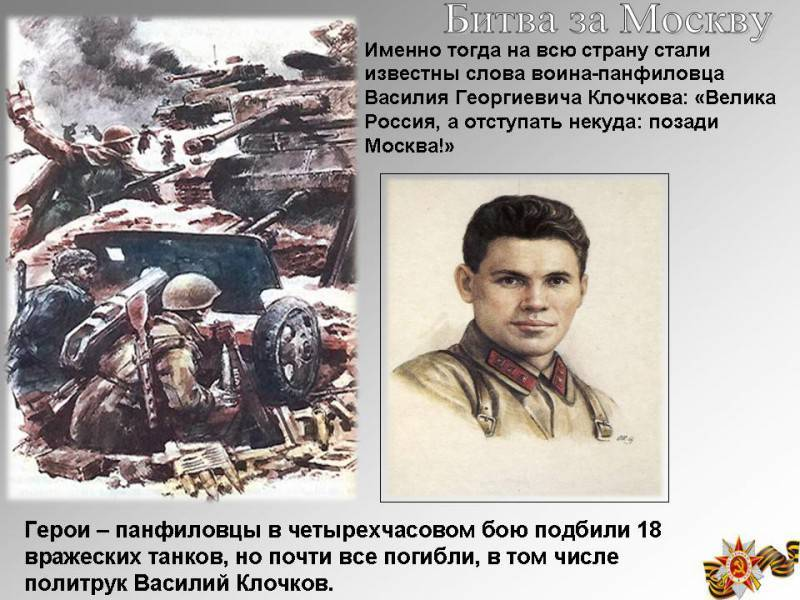 Битва за Москву
Именно тогда на всю страну стали
известны слова воина-панфиловца
Василия Георгиевича Клочкова: «Велика
Россия, а отступать некуда: позади
Москва!»
Герои – панфиловцы в четырехчасовом бою подбили 18
вражеских танков, но почти все погибли, в том числе
политрук Василий Клочков.